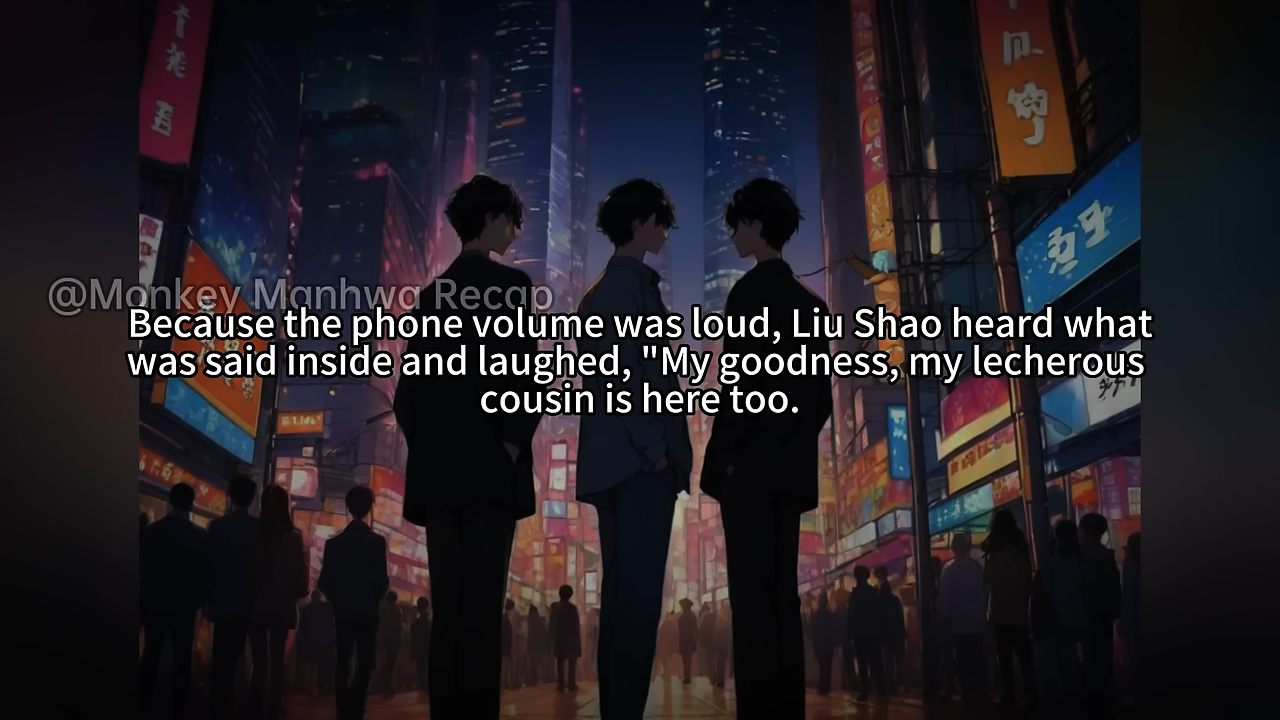 @Monkey Manhwa Recap
Because the phone volume was loud, Liu Shao heard what
was said inside and laughed, "My goodness, my lecherous
cousin is here too.